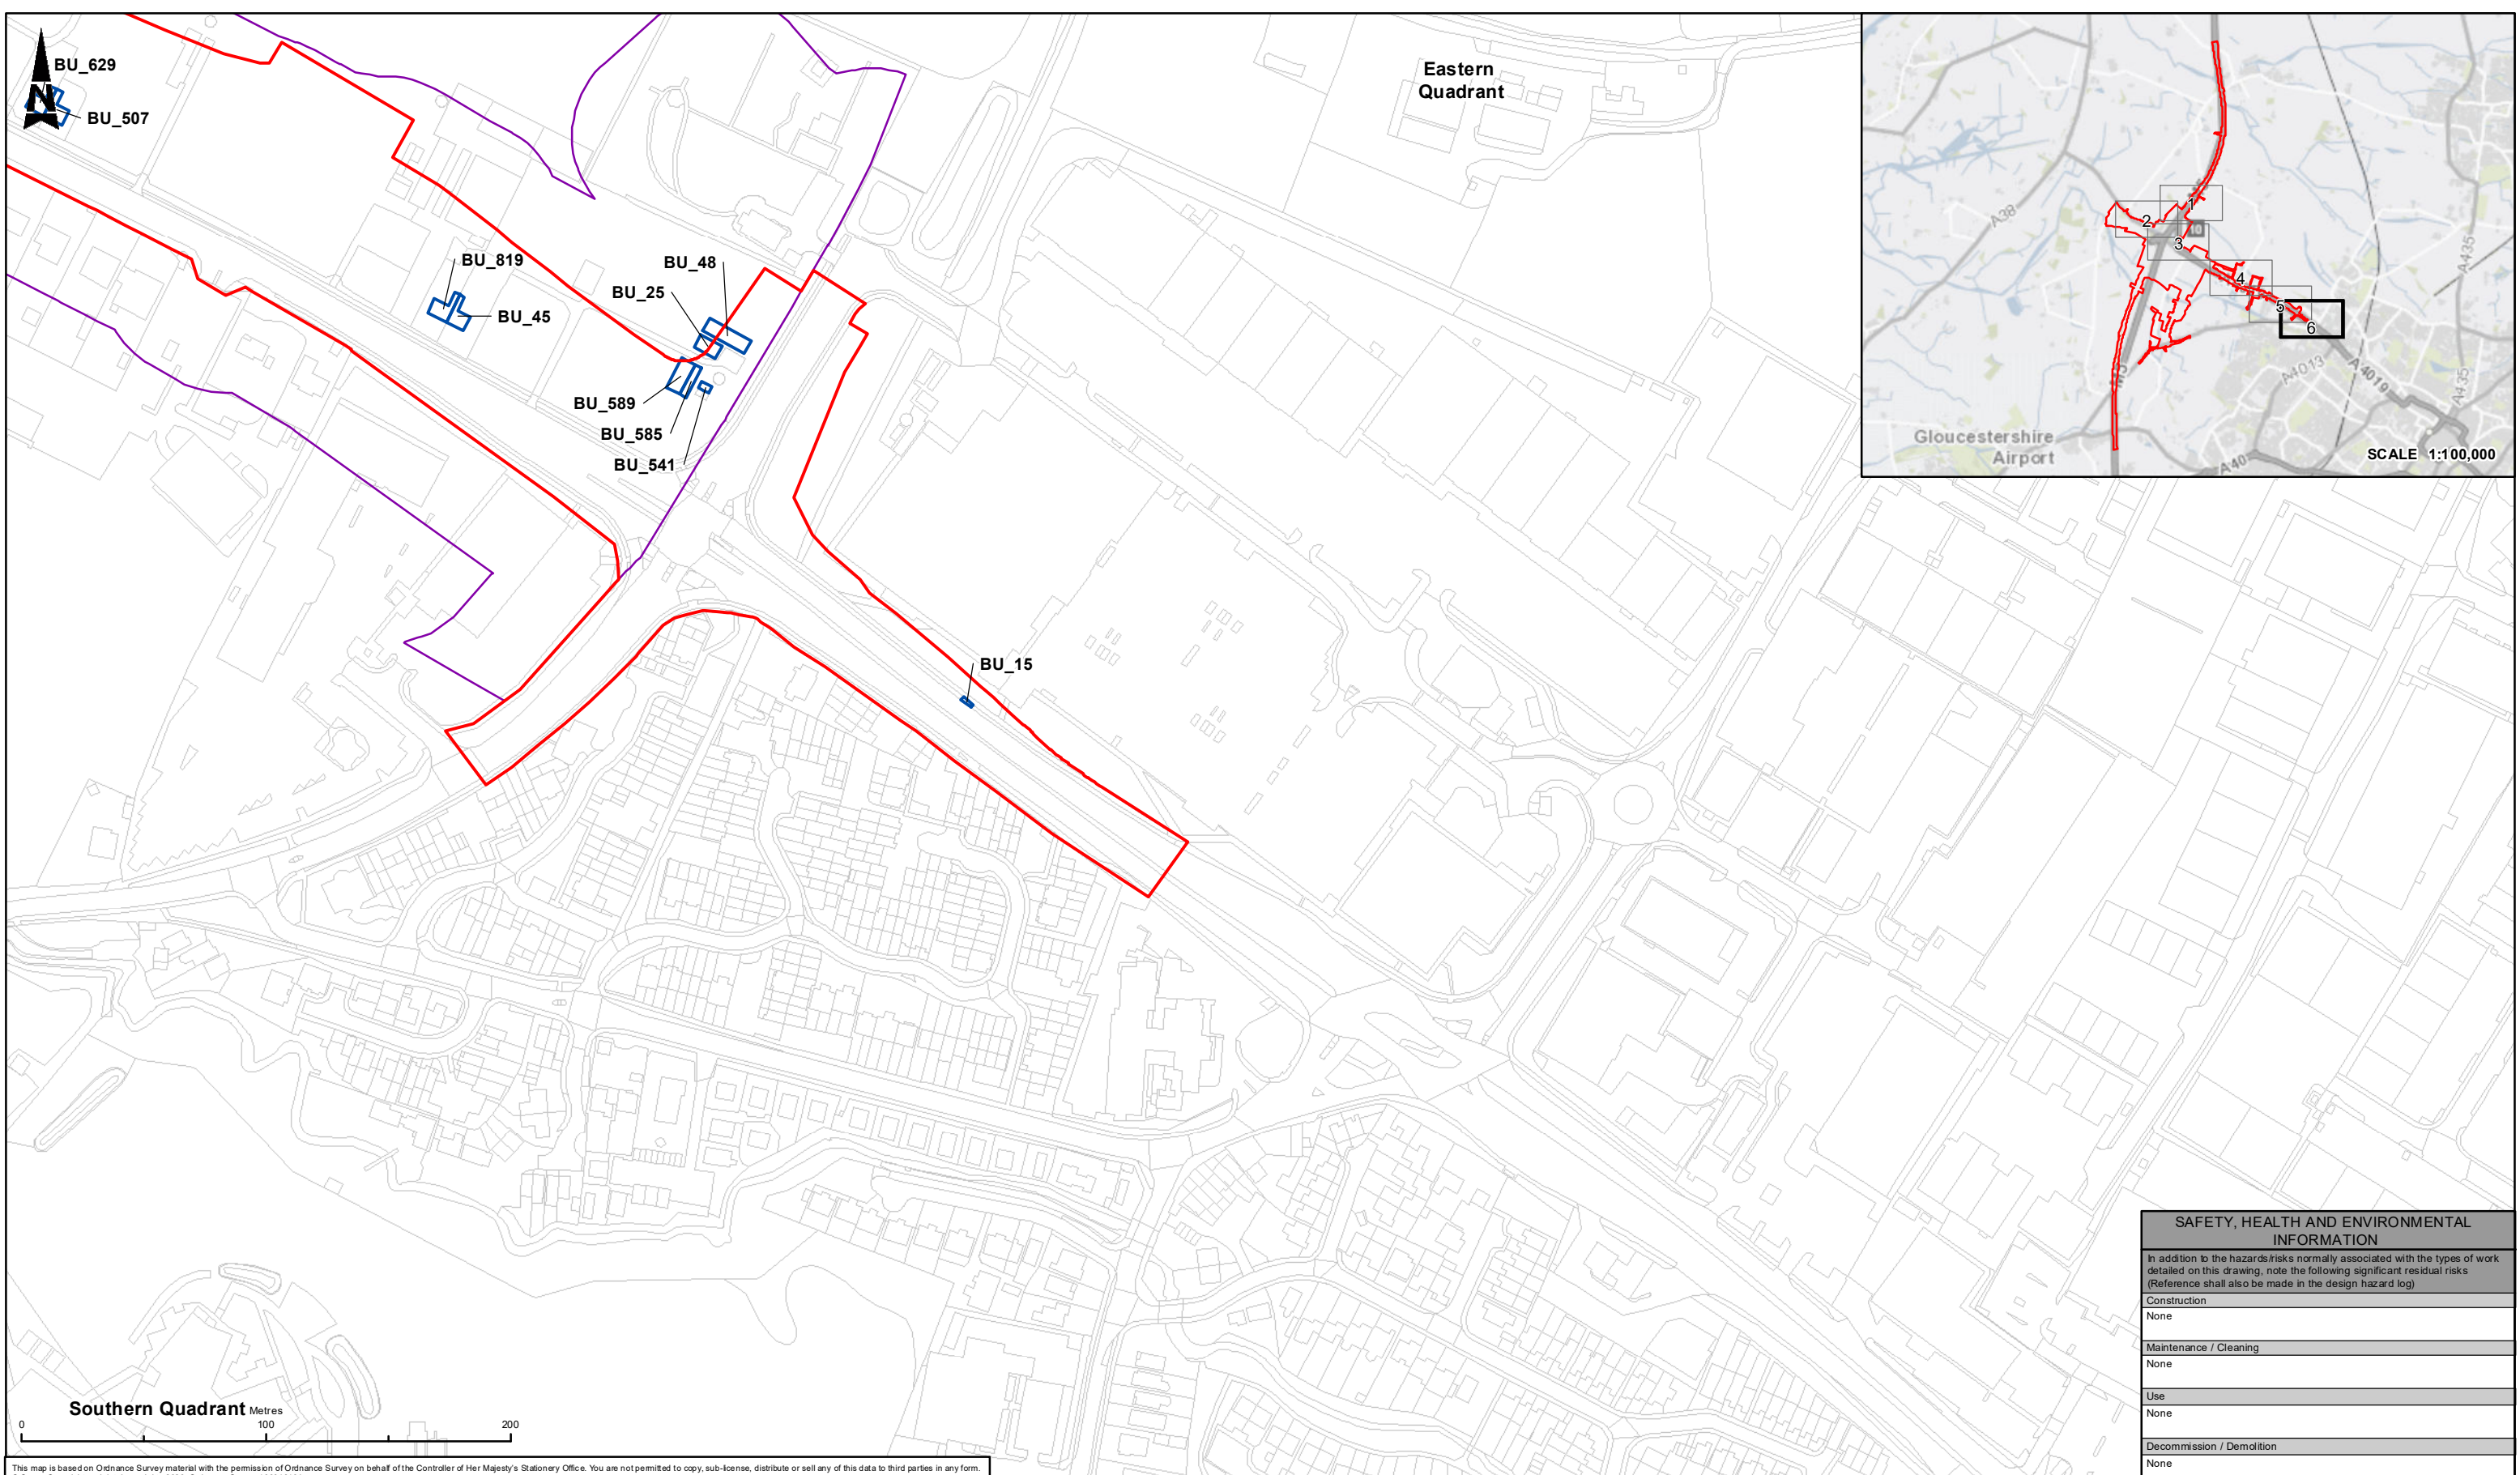 N
BU_629
BU_507
BU_819
BU_45
BU_48
BU_25
BU_589
BU_585
BU_541
BU_15
Eastern
Quadrant
A38
A435
1
2
3
4
5
6
M5
A4013
A4019
A435
Gloucestershire
Airport
A40
SCALE 1:100,000
SAFETY, HEALTH AND ENVIRONMENTAL
INFORMATION
In addition to the hazards/risks normally associated with the types of work
detailed on this drawing, note the following significant residual risks
(Reference shall also be made in the design hazard log)
Construction
None
Maintenance / Cleaning
None
Use
None
Decommission / Demolition
None
Southern Quadrant Metres
0 100 200
This map is based on Ordnance Survey material with the permission of Ordnance Survey on behalf of the Controller of Her Majesty's Stationery Office. You are not permitted to copy, sub-license, distribute or sell any of this data to third parties in any form.